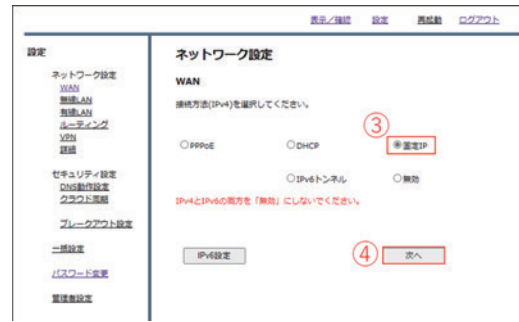 表示／確認 設定 再起動 ログアウト
設定
ネットワーク設定
WAN
無線LAN
有線LAN
ルーティング
VPN
詳細
セキュリティ設定
DNS動作設定
クラウド同期
ブレークアウト設定
一括設定
パスワード変更
管理者設定
ネットワーク設定
WAN
接続方法(IPv4)を選択してください。
③
PPPoE DHCP 固定IP
IPv6トンネル 無効
IPv4とIPv6の両方を「無効」にしないでください。
IPv6設定 ④ 次へ